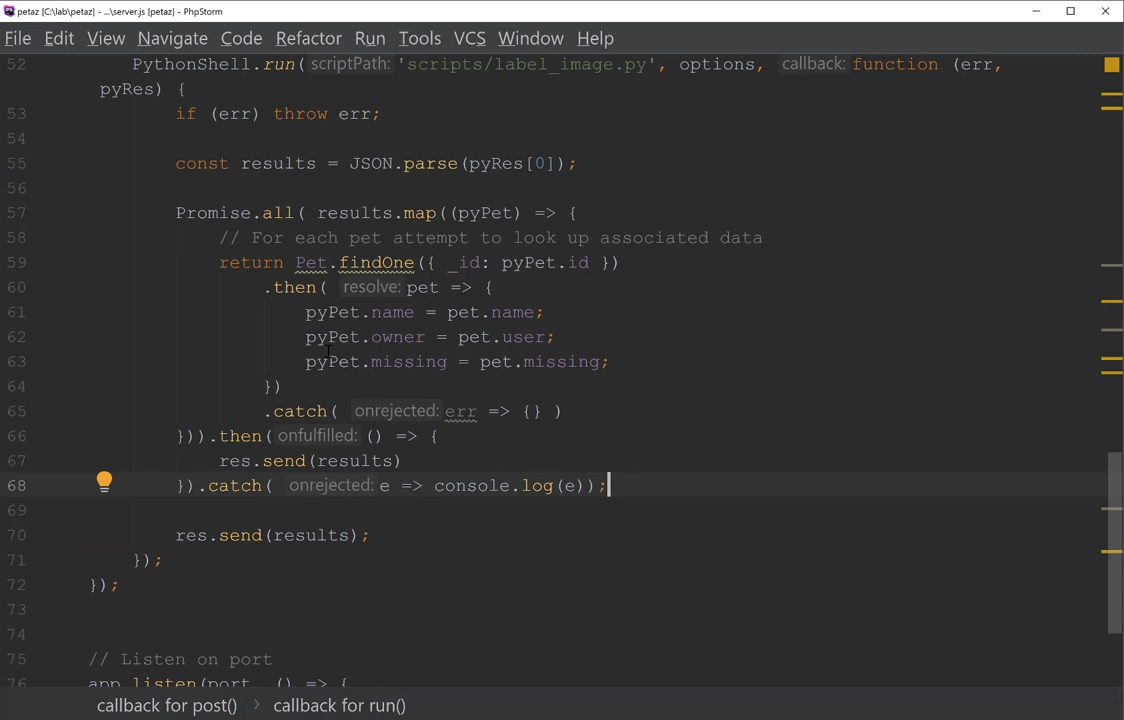 petaz [C:\lab\petaz] - ...\server.js [petaz] - PhpStorm
File Edit View Navigate Code Refactor Run Tools VCS Window Help
52 PythonShell.run( scriptPath: 'scripts/label_image.py', options, callback: function (err,
pyRes) {
53 if (err) throw err;
54
55 const results = JSON.parse(pyRes[0]);
56
57 Promise.all( results.map((pyPet) => {
58 // For each pet attempt to look up associated data
59 return Pet.findOne({ _id: pyPet.id })
60 .then( resolve: pet => {
61 pyPet.name = pet.name;
62 pyPet.owner = pet.user;
63 pyPet.missing = pet.missing;
64 })
65 .catch( onrejected: err => {} )
66 })).then( onfulfilled: () => {
67 res.send(results)
68 }).catch( onrejected: e => console.log(e));
69
70 res.send(results);
71 });
72 });
73
74
75 // Listen on port
76 app.listen(port, () => {
callback for post() > callback for run()